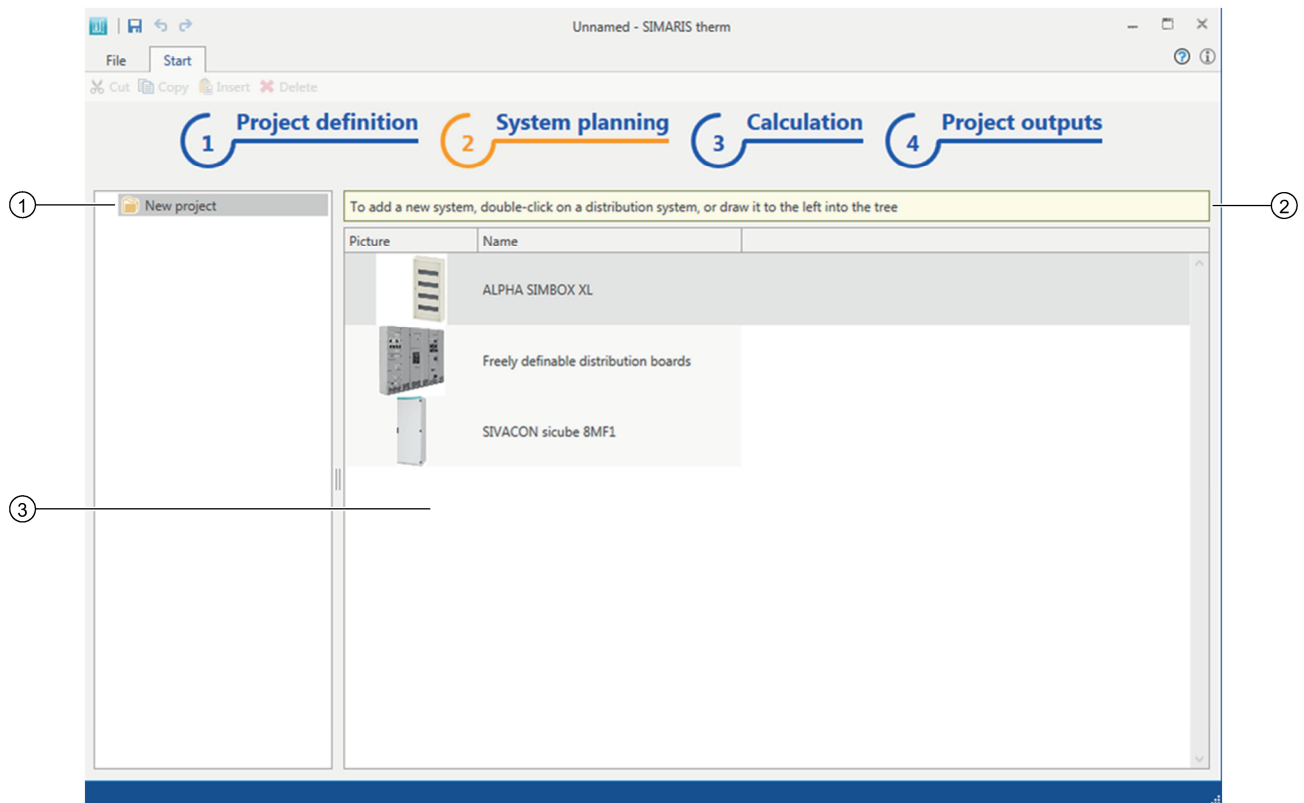 Unnamed - SIMARIS therm
File Start
Cut Copy Insert Delete
1 Project definition 2 System planning 3 Calculation 4 Project outputs
1 New project
To add a new system, double-click on a distribution system, or draw it to the left into the tree 2
Picture Name
ALPHA SIMBOX XL
Freely definable distribution boards
SIVACON sicube 8MF1
3